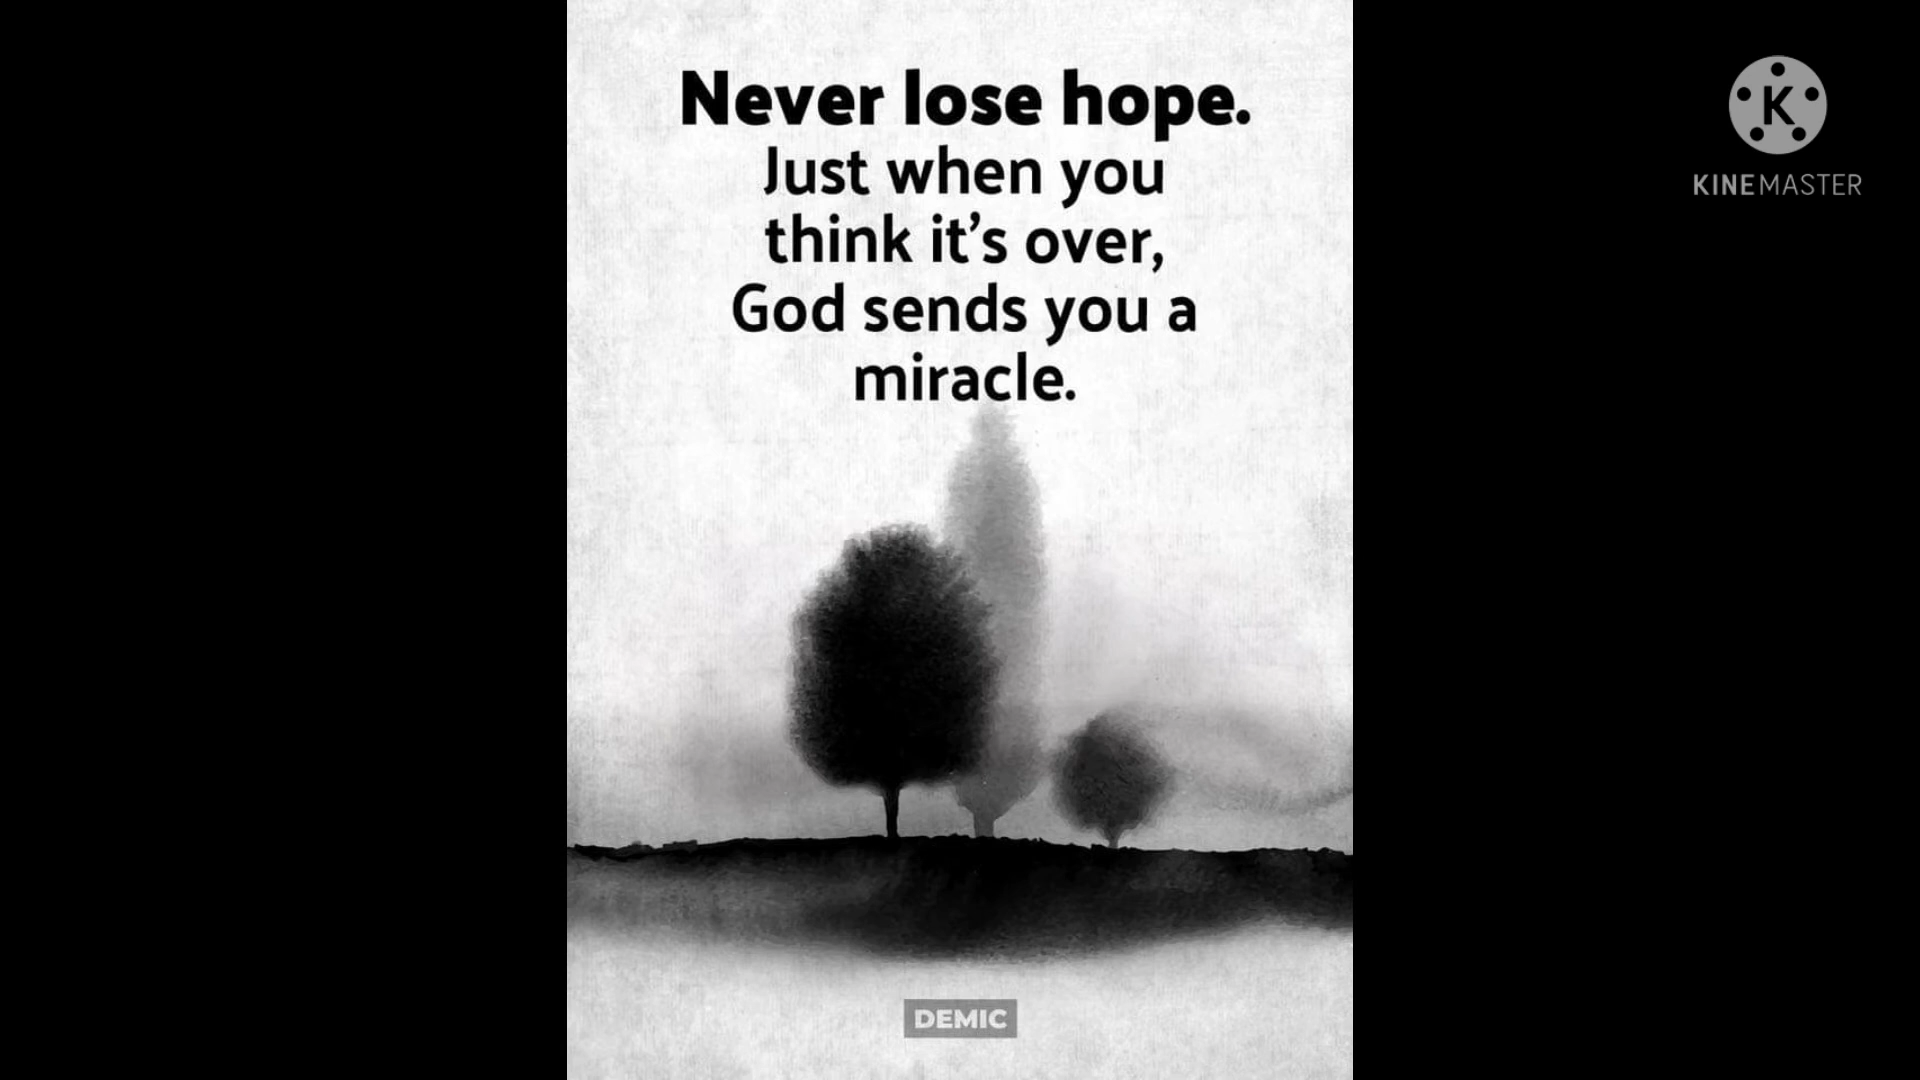 Never lose hope.
Just when you
think it's over,
God sends you a
miracle.
DEMIC
K
KINEMASTER